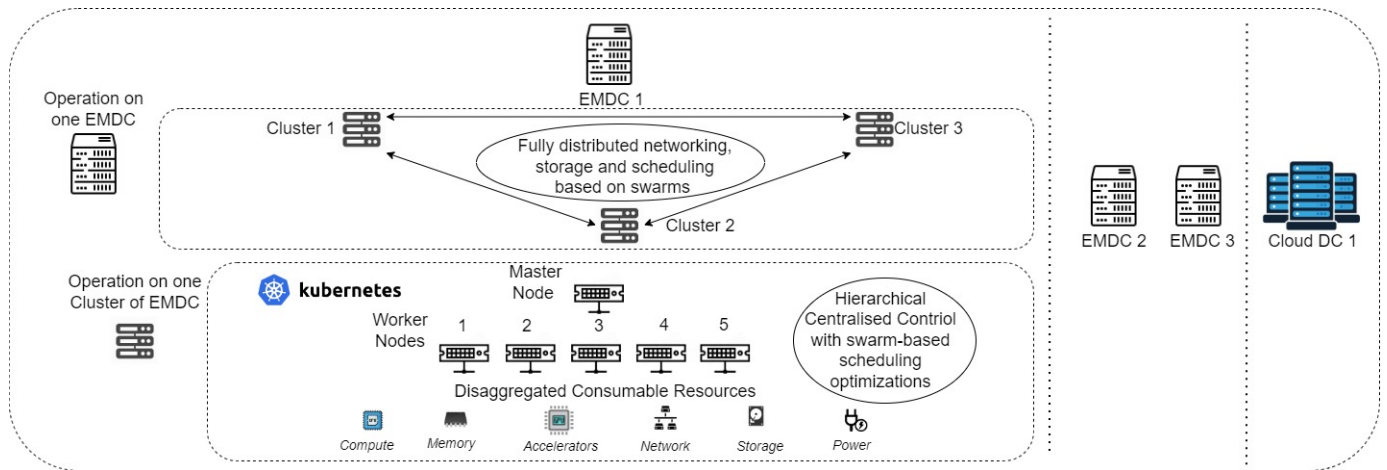 EMDC 1
Operation on
one EMDC
Cluster 1
Cluster 3
Fully distributed networking,
storage and scheduling
based on swarms
Cluster 2
EMDC 2
EMDC 3
Cloud DC 1
Operation on one
Cluster of EMDC
kubernetes
Master
Node
Worker
Nodes
1 2 3 4 5
Hierarchical
Centralised Contriol
with swarm-based
scheduling
optimizations
Disaggregated Consumable Resources
Compute
Memory
Accelerators
Network
Storage
Power